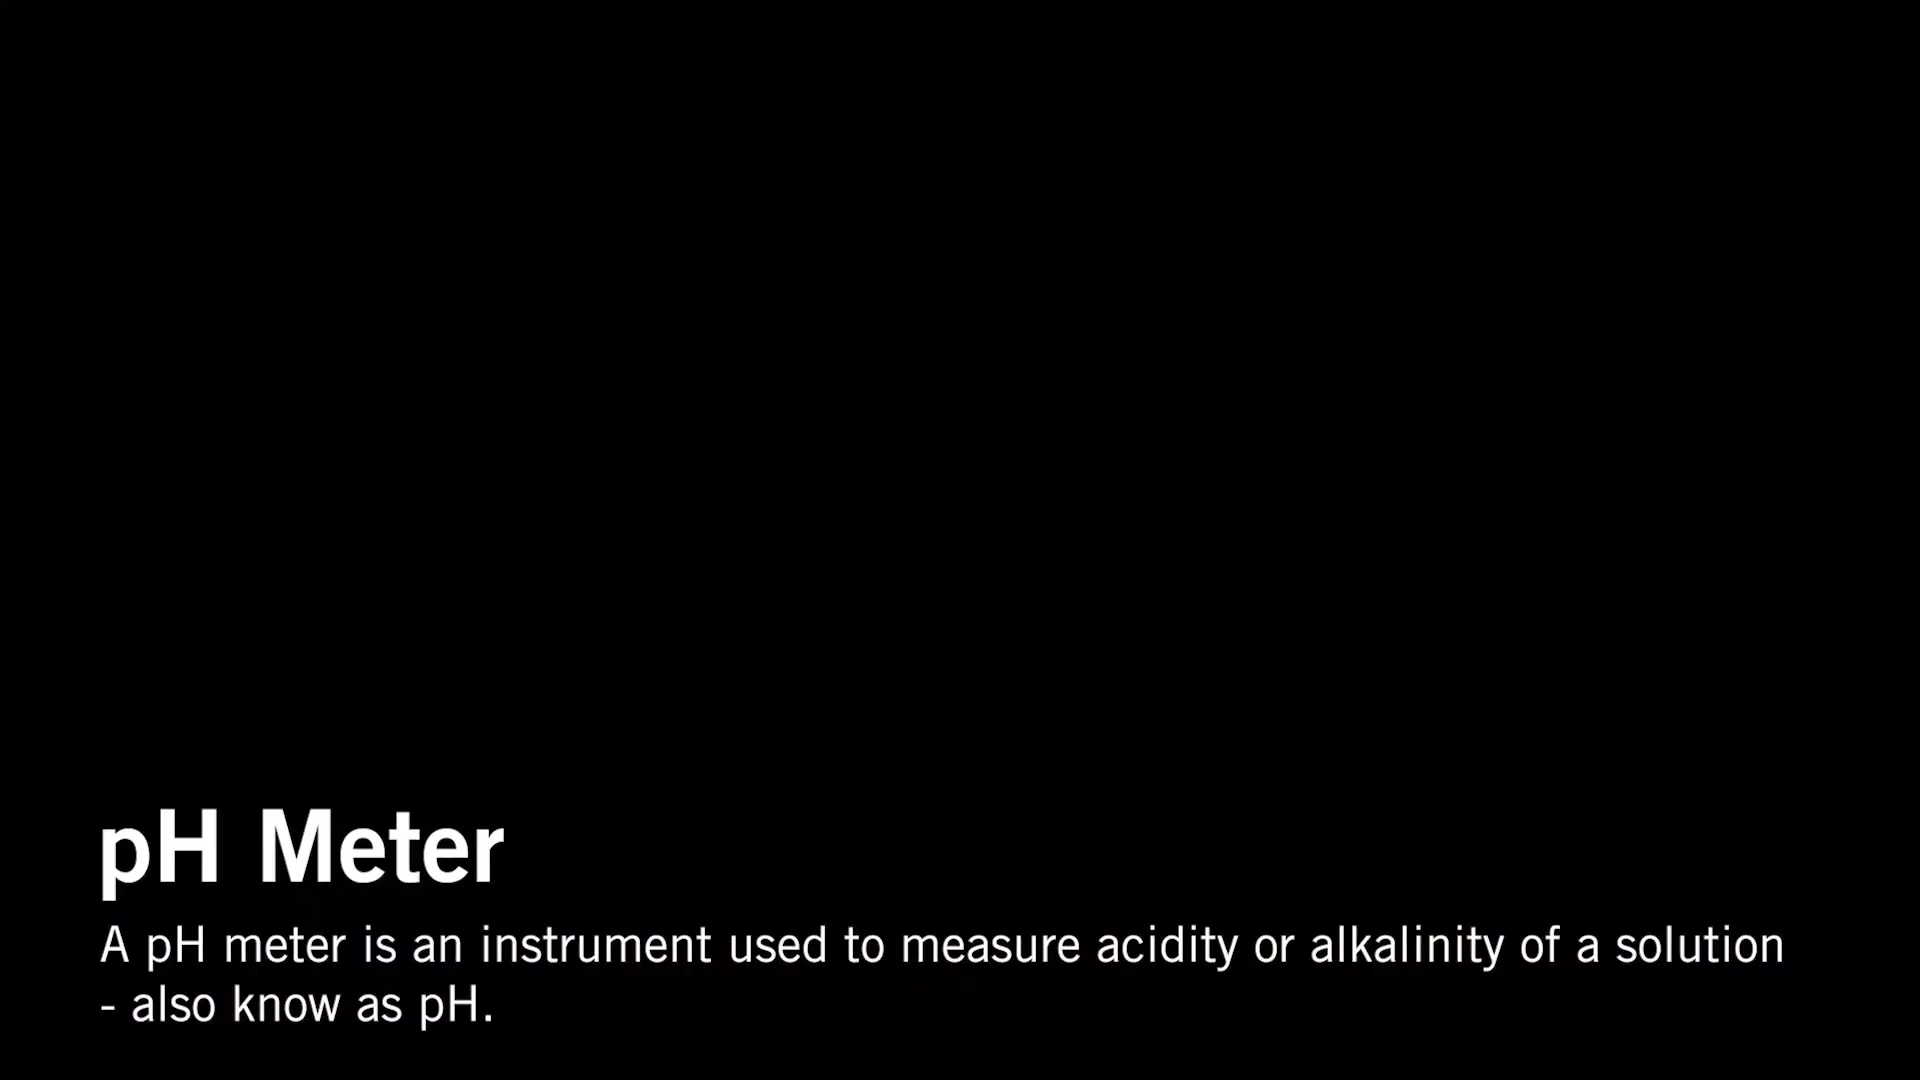 pH Meter
A pH meter is an instrument used to measure acidity or alkalinity of a solution
- also know as pH.